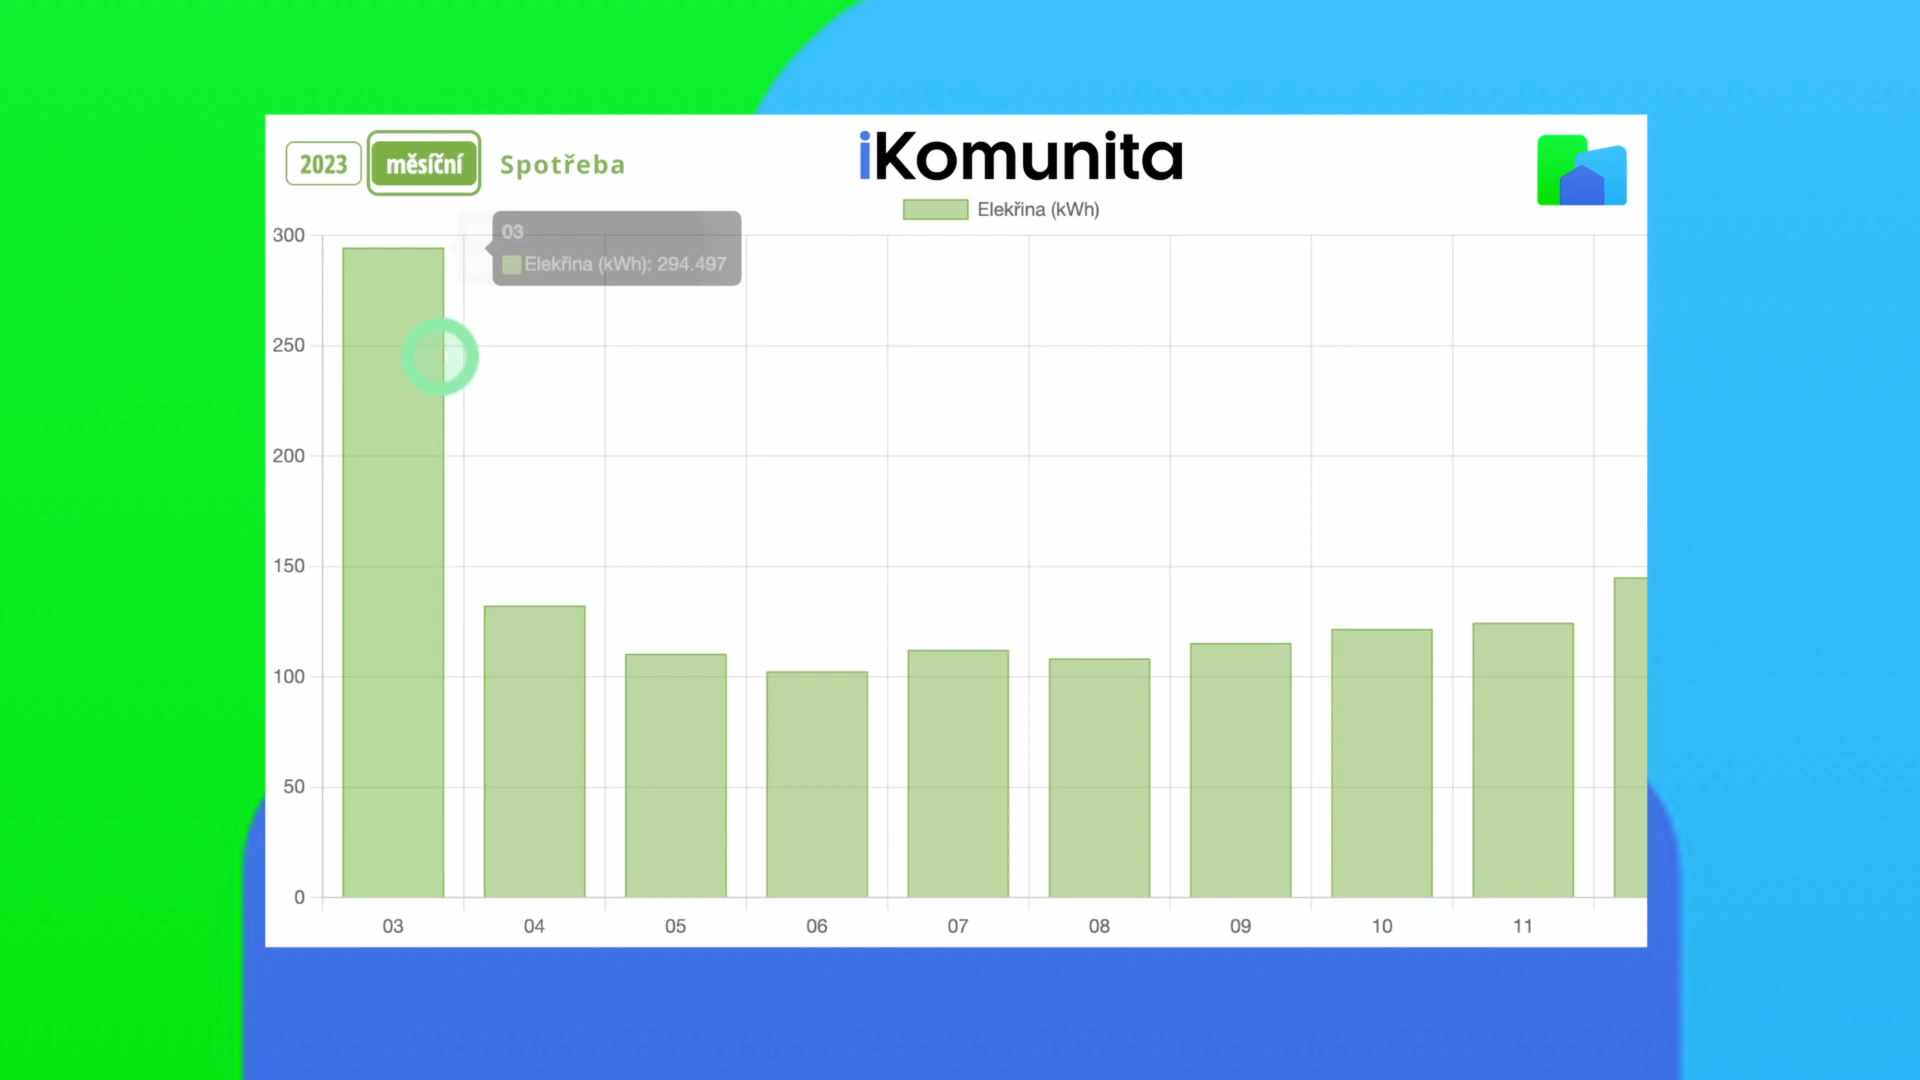 2023 měsíční Spotřeba
iKomunita
Elekřina (kWh)
03
Elekřina (kWh): 294.497
300
250
200
150
100
50
0
03 04 05 06 07 08 09 10 11